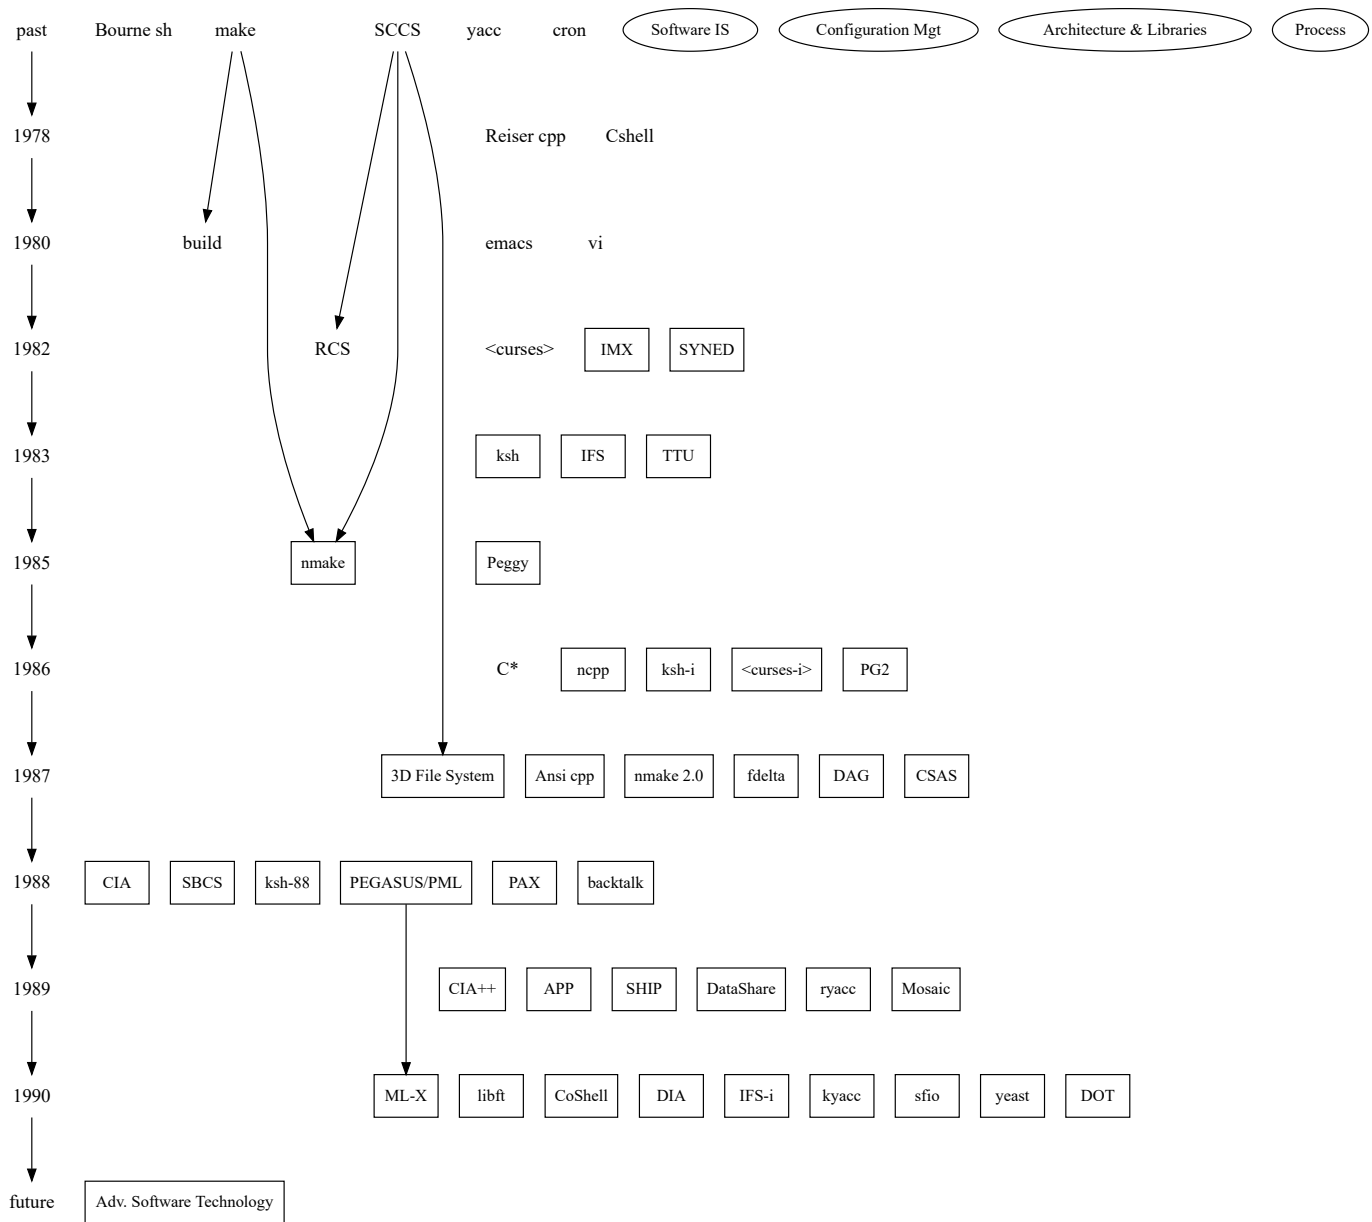 past Bourne sh make SCCS yacc cron Software IS Configuration Mgt Architecture & Libraries Process
1978 Reiser cpp Cshell
1980 build emacs vi
1982 RCS <curses> IMX SYNED
1983 ksh IFS TTU
1985 nmake Peggy
1986 C* ncpp ksh-i <curses-i> PG2
1987 3D File System Ansi cpp nmake 2.0 fdelta DAG CSAS
1988 CIA SBCS ksh-88 PEGASUS/PML PAX backtalk
1989 CIA++ APP SHIP DataShare ryacc Mosaic
1990 ML-X libft CoShell DIA IFS-i kyacc sfio yeast DOT
future Adv. Software Technology